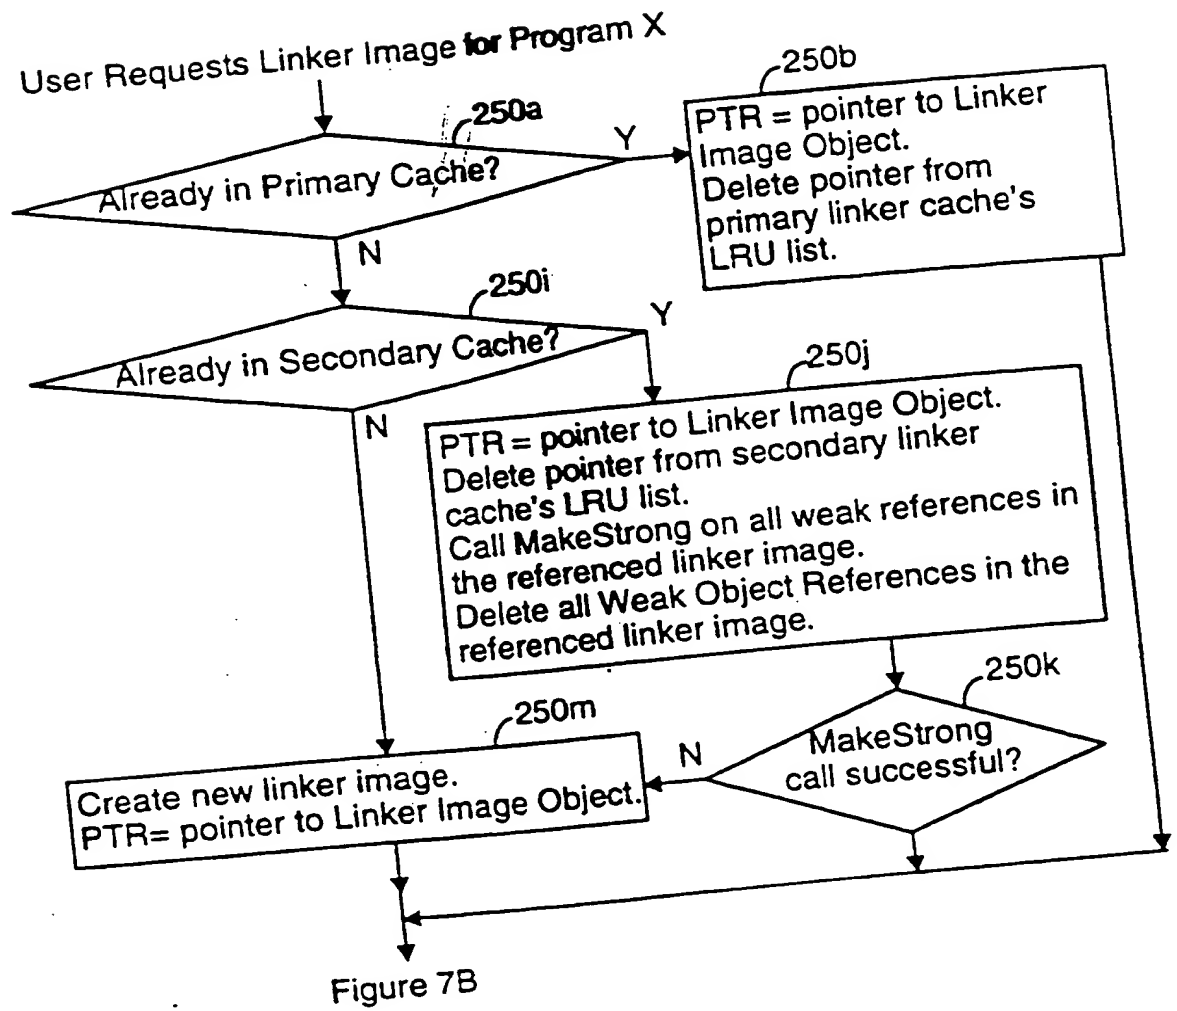 User Requests Linker Image for Program X
250a
Already in Primary Cache?
Y
N
250b
PTR = pointer to Linker
Image Object.
Delete pointer from
primary linker cache's
LRU list.
250i
Already in Secondary Cache?
Y
N
250j
PTR = pointer to Linker Image Object.
Delete pointer from secondary linker
cache's LRU list.
Call MakeStrong on all weak references in
the referenced linker image.
Delete all Weak Object References in the
referenced linker image.
250k
MakeStrong
call successful?
N
250m
Create new linker image.
PTR= pointer to Linker Image Object.
Figure 7B